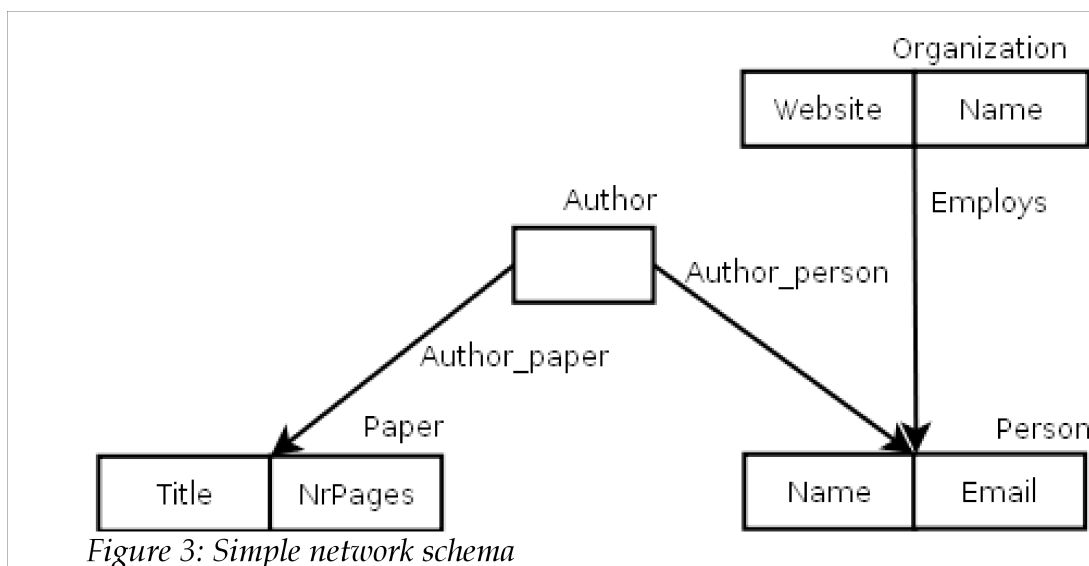 Organization
Website Name
Employs
Author
Author_person
Author_paper
Paper
Person
Title NrPages
Name Email
Figure 3: Simple network schema